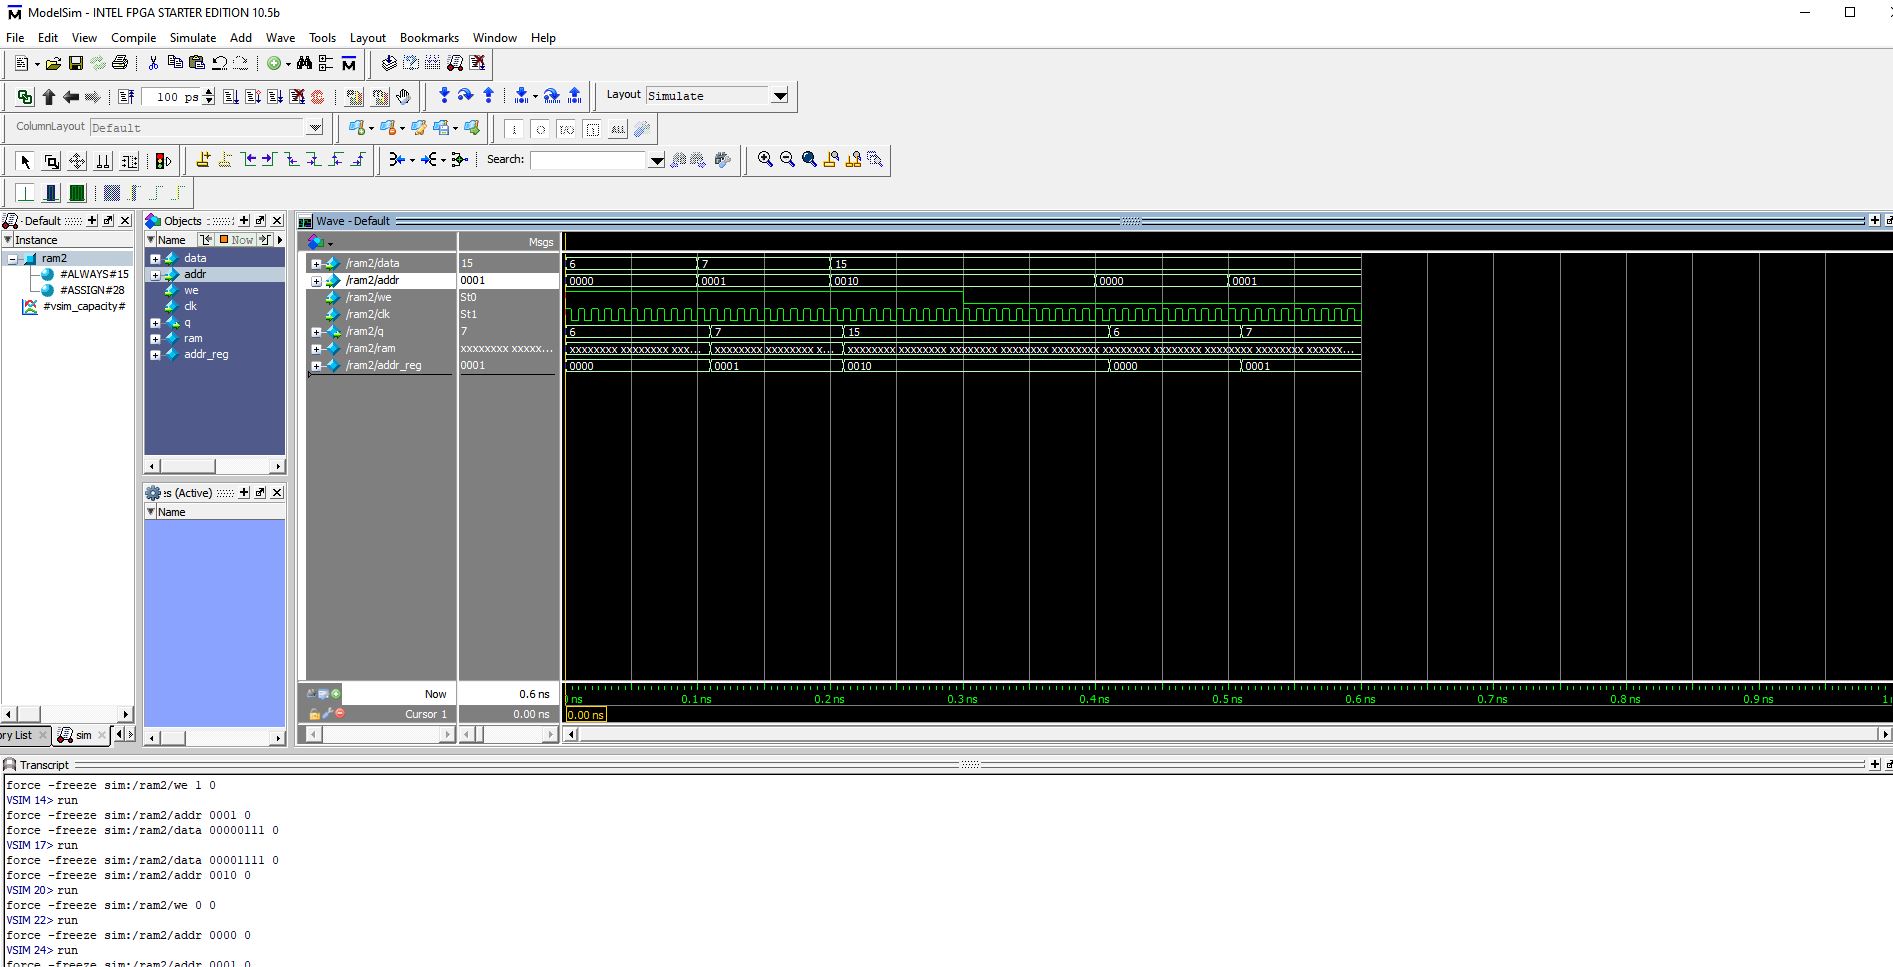 ModelSim - INTEL FPGA STARTER EDITION 10.5b
File Edit View Compile Simulate Add Wave Tools Layout Bookmarks Window Help
100 ps
Layout Simulate
ColumnLayout Default
Search:
Default
Instance
ram2
#ALWAYS#15
#ASSIGN#28
#vsim_capacity#
Objects
Name Now
data
addr
we
clk
q
ram
addr_reg
s (Active)
Name
ory List sim
Wave - Default
Msgs
/ram2/data 15 6 7 15
/ram2/addr 0001 0000 0001 0010 0000 0001
/ram2/we St0
/ram2/clk St1
/ram2/q 7 6 7 15 6 7
/ram2/ram xxxxxxxx xxxxx... xxxxxxxx xxxxxxxx xxx... xxxxxxxx xxxxxxxx x... xxxxxxxx xxxxxxxx xxxxxxxx xxxxxxxx xxxxxxxx xxxxxxxx xxxxxxxx xxxxxxxx xxxxxxxx xxxxxx...
/ram2/addr_reg 0001 0000 0001 0010 0000 0001
Now 0.6 ns ns 0.1 ns 0.2 ns 0.3 ns 0.4 ns 0.5 ns 0.6 ns 0.7 ns 0.8 ns 0.9 ns
Cursor 1 0.00 ns 0.00 ns
Transcript
force -freeze sim:/ram2/we 1 0
VSIM 14> run
force -freeze sim:/ram2/addr 0001 0
force -freeze sim:/ram2/data 00000111 0
VSIM 17> run
force -freeze sim:/ram2/data 00001111 0
force -freeze sim:/ram2/addr 0010 0
VSIM 20> run
force -freeze sim:/ram2/we 0 0
VSIM 22> run
force -freeze sim:/ram2/addr 0000 0
VSIM 24> run
force -freeze sim:/ram2/addr 0001 0